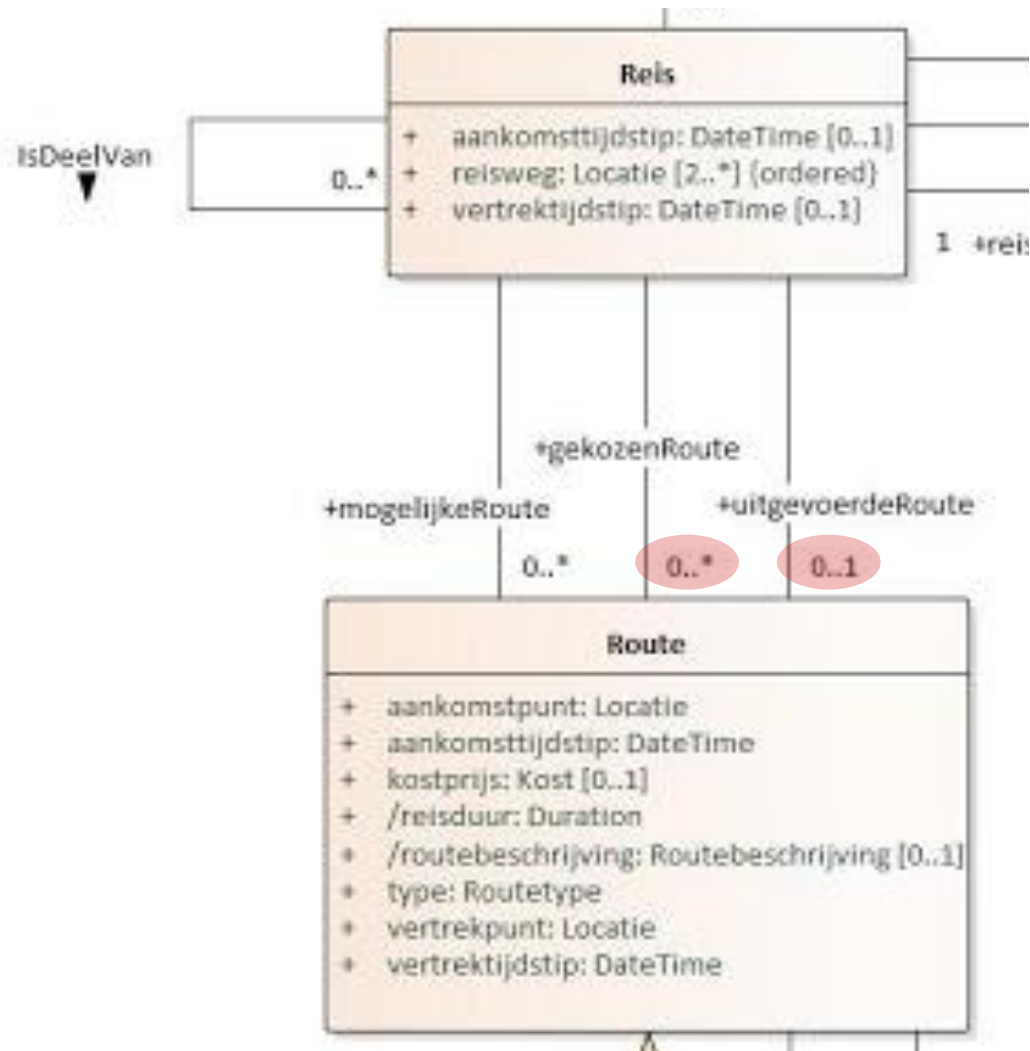 Reis
IsDeelVan
0..*
+ aankomsttijdstip: DateTime [0..1]
+ reisweg: Locatie [2..*] {ordered}
+ vertrektijdstip: DateTime [0..1]
1 +reis
+gekozenRoute
+mogelijkeRoute
+uitgevoerdeRoute
0..*
0..*
0..1
Route
+ aankomstpunt: Locatie
+ aankomsttijdstip: DateTime
+ kostprijs: Kost [0..1]
+ /reisduur: Duration
+ /routebeschrijving: Routebeschrijving [0..1]
+ type: Routetype
+ vertrekpunt: Locatie
+ vertrektijdstip: DateTime